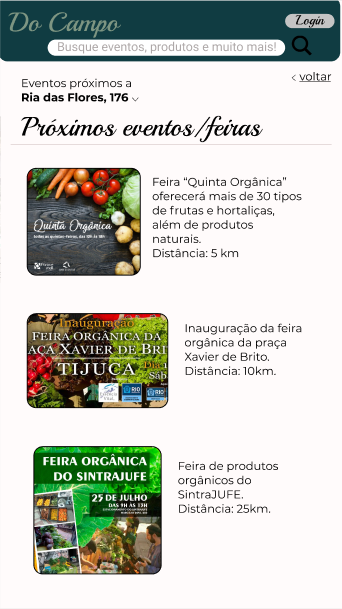 Do Campo
Login
Busque eventos, produtos e muito mais!
voltar
Eventos próximos a
Ria das Flores, 176
Próximos eventos/feiras
Quinta Orgânica
todas as quintas-feiras, das 10h às 18h
Feira “Quinta Orgânica”
oferecerá mais de 30 tipos
de frutas e hortaliças,
além de produtos
naturais.
Distância: 5 km
Inauguração
FEIRA ORGÂNICA DA
AÇA XAVIER DE BRI
TIJUCA
RIO
RIO
Inauguração da feira
orgânica da praça
Xavier de Brito.
Distância: 10km.
FEIRA ORGÂNICA
DO SINTRAJUFE
25 DE JULHO
DAS 9H ÀS 13H
Feira de produtos
orgânicos do
SintraJUFE.
Distância: 25km.